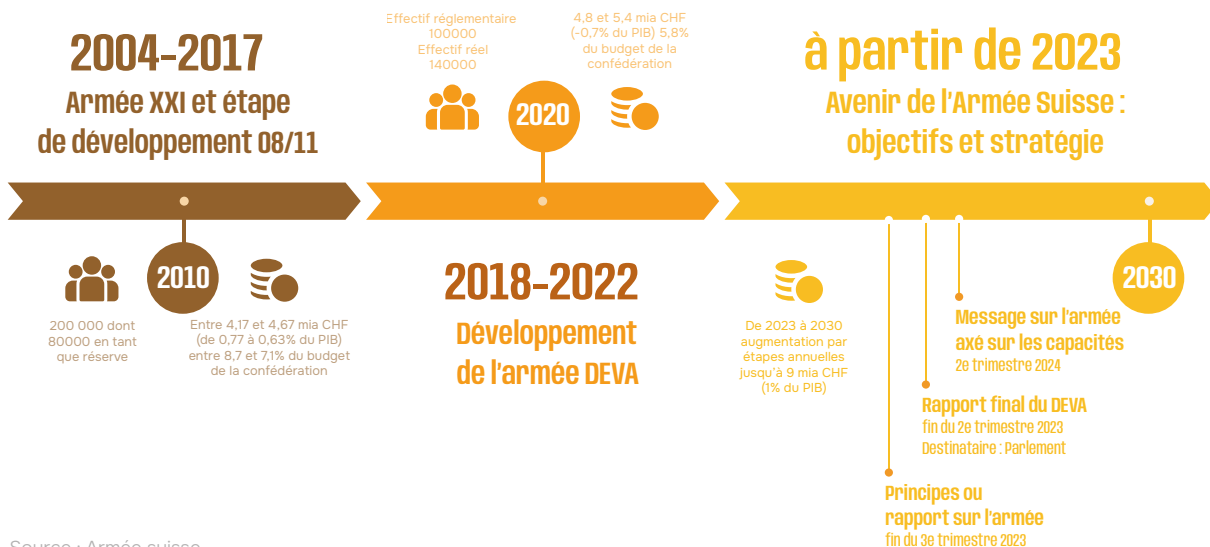 2004-2017
Armée XXI et étape
de développement 08/11
2010
200 000 dont
80000 en tant
que réserve
Entre 4,17 et 4,67 mia CHF
(de 0,77 à 0,63% du PIB)
entre 8,7 et 7,1% du budget
de la confédération
Effectif réglementaire
100000
Effectif réel
140000
4,8 et 5,4 mia CHF
(-0,7% du PIB) 5,8%
du budget de la
confédération
2020
2018-2022
Développement
de l'armée DEVA
à partir de 2023
Avenir de l'Armée Suisse :
objectifs et stratégie
De 2023 à 2030
augmentation par
étapes annuelles
jusqu'à 9 mia CHF
(1% du PIB)
2030
Message sur l'armée
axé sur les capacités
2e trimestre 2024
Rapport final du DEVA
fin du 2e trimestre 2023
Destinataire : Parlement
Principes ou
rapport sur l'armée
fin du 3e trimestre 2023
Source : Armée suisse